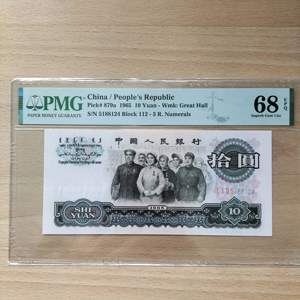 PMG
PAPER MONEY GUARANTY
China / People's Republic
Pick# 879a 1965 10 Yuan - Wmk: Great Hall
S/N 5188124 Block 112 - 3 R. Numerals
68 EPQ
Superb Gem Unc
中国人民银行
拾圆
1965
SHI
YUAN
10